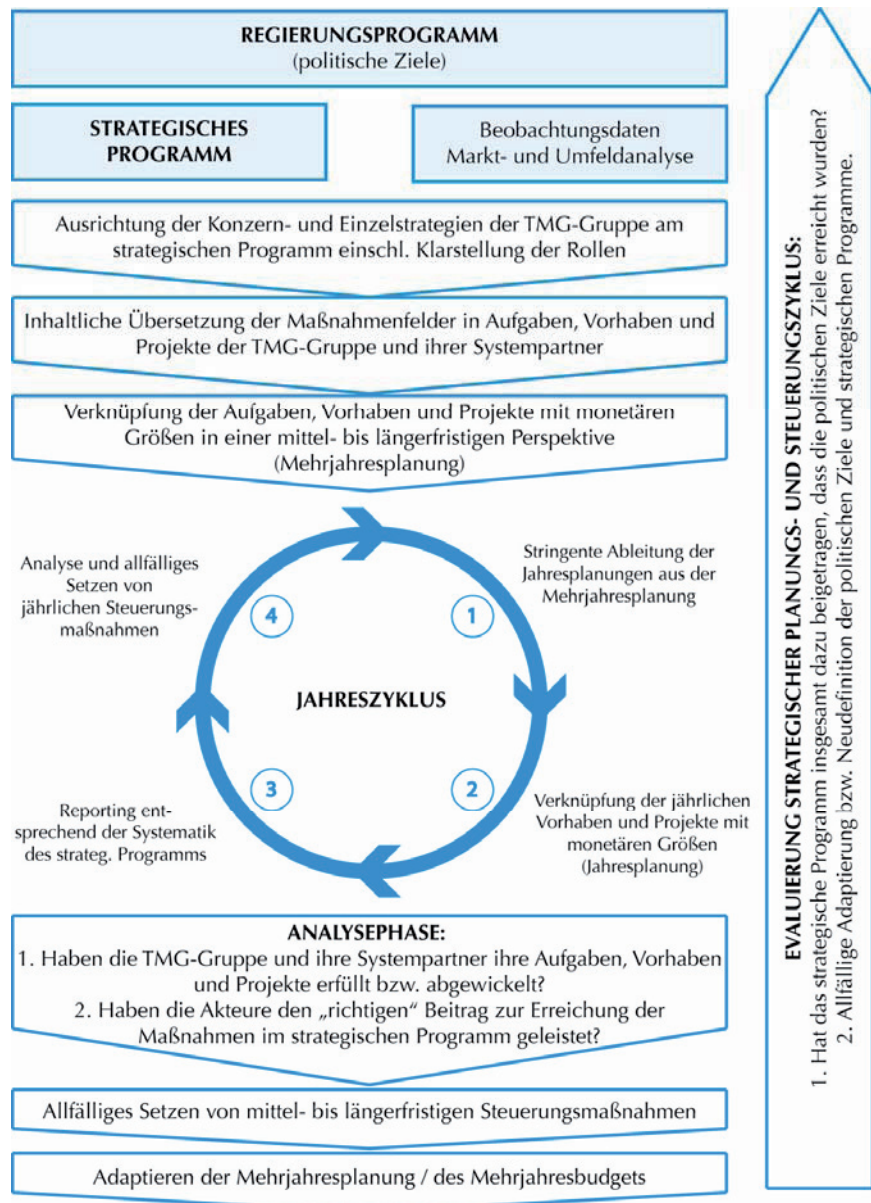 REGIERUNGSPROGRAMM
(politische Ziele)
STRATEGISCHES
PROGRAMM
Beobachtungsdaten
Markt- und Umfeldanalyse
Ausrichtung der Konzern- und Einzelstrategien der TMG-Gruppe am
strategischen Programm einschl. Klarstellung der Rollen
Inhaltliche Übersetzung der Maßnahmenfelder in Aufgaben, Vorhaben und
Projekte der TMG-Gruppe und ihrer Systempartner
Verknüpfung der Aufgaben, Vorhaben und Projekte mit monetären
Größen in einer mittel- bis längerfristigen Perspektive
(Mehrjahresplanung)
Analyse und allfälliges
Setzen von
jährlichen Steuerungs-
maßnahmen
4
1
Stringente Ableitung der
Jahresplanungen aus der
Mehrjahresplanung
JAHRESZYKLUS
3
2
Reporting ent-
sprechend der Systematik
des strateg. Programms
Verknüpfung der jährlichen
Vorhaben und Projekte mit
monetären Größen
(Jahresplanung)
ANALYSEPHASE:
1. Haben die TMG-Gruppe und ihre Systempartner ihre Aufgaben, Vorhaben
und Projekte erfüllt bzw. abgewickelt?
2. Haben die Akteure den „richtigen“ Beitrag zur Erreichung der
Maßnahmen im strategischen Programm geleistet?
Allfälliges Setzen von mittel- bis längerfristigen Steuerungsmaßnahmen
Adaptieren der Mehrjahresplanung / des Mehrjahresbudgets
EVALUIERUNG STRATEGISCHER PLANUNGS- UND STEUERUNGSZYKLUS:
1. Hat das strategische Programm insgesamt dazu beigetragen, dass die politischen Ziele erreicht wurden?
2. Allfällige Adaptierung bzw. Neudefinition der politischen Ziele und strategischen Programme.